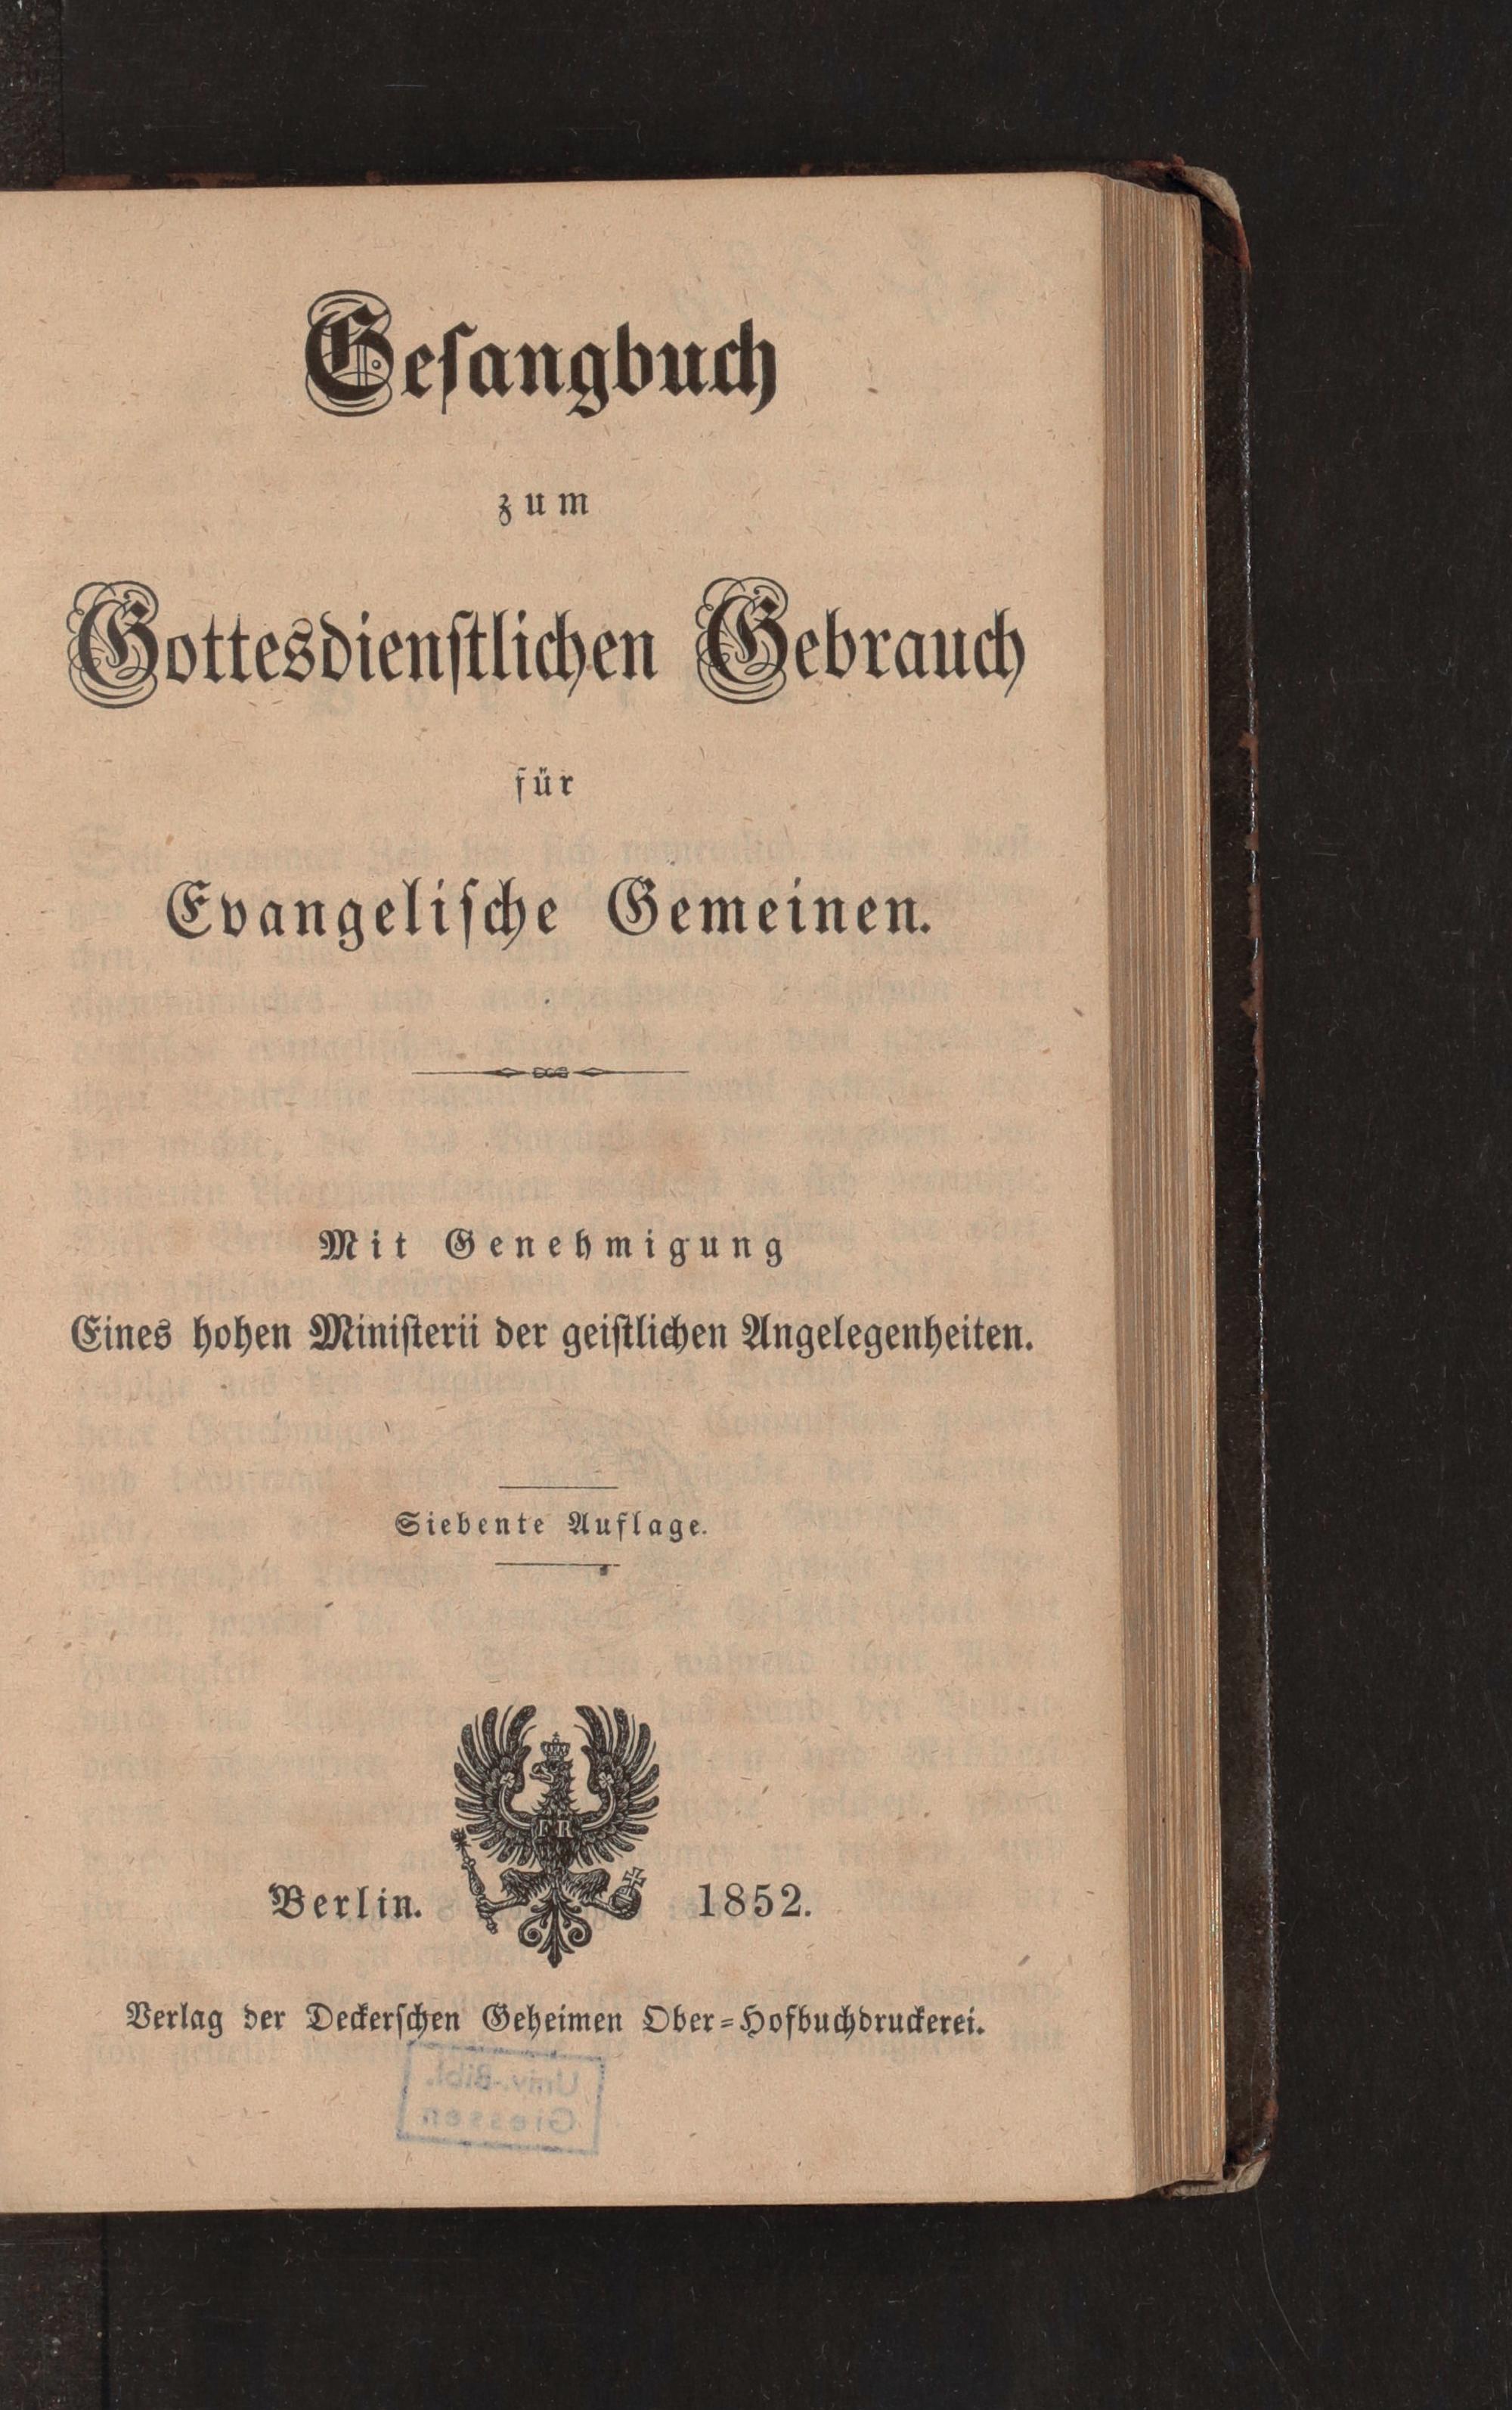 Gesangbuch
zum
Gottesdienstlichen Gebrauch
für
Evangelische Gemeinen.
Mit Genehmigung
Eines hohen Ministerii der geistlichen Angelegenheiten.
Siebente Auflage.
FR
Berlin. 1852.
Verlag der Deckerschen Geheimen Ober-Hofbuchdruckerei.
Univ.-Bibl.
Giessen